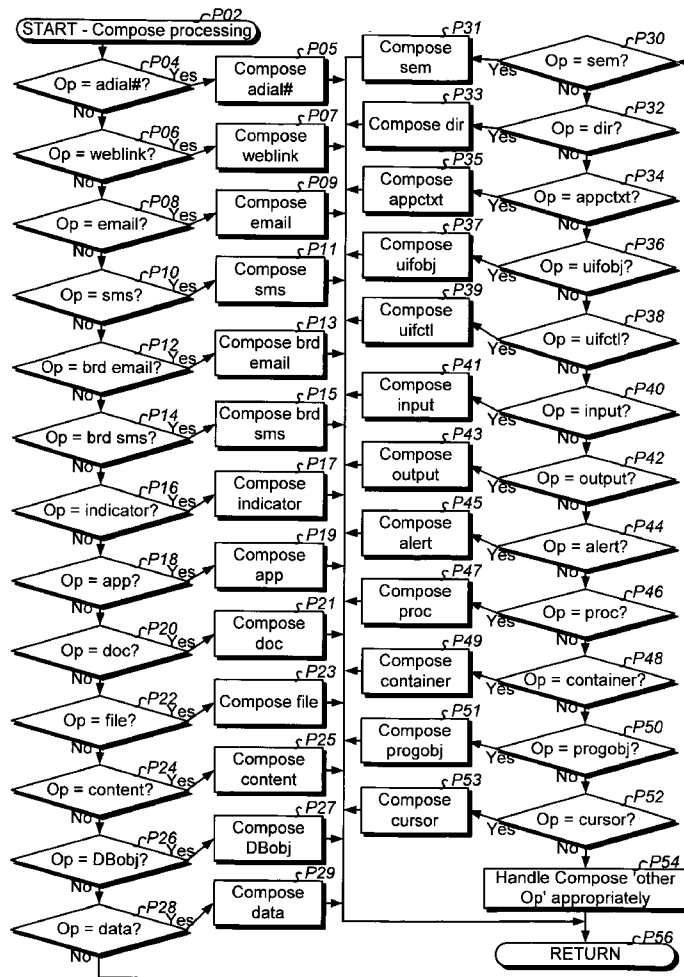 P02
START - Compose processing
P04
Op = adial#?
Yes
No
P05
Compose
adial#
P06
Op = weblink?
Yes
No
P07
Compose
weblink
P08
Op = email?
Yes
No
P09
Compose
email
P10
Op = sms?
Yes
No
P11
Compose
sms
P12
Op = brd email?
Yes
No
P13
Compose brd
email
P14
Op = brd sms?
Yes
No
P15
Compose brd
sms
P16
Op = indicator?
Yes
No
P17
Compose
indicator
P18
Op = app?
Yes
No
P19
Compose
app
P20
Op = doc?
Yes
No
P21
Compose
doc
P22
Op = file?
Yes
No
P23
Compose file
P24
Op = content?
Yes
No
P25
Compose
content
P26
Op = DBobj?
Yes
No
P27
Compose
DBobj
P28
Op = data?
Yes
No
P29
Compose
data
P30
Op = sem?
Yes
No
P31
Compose
sem
P32
Op = dir?
Yes
No
P33
Compose dir
P34
Op = appctxt?
Yes
No
P35
Compose
appctxt
P36
Op = uifobj?
Yes
No
P37
Compose
uifobj
P38
Op = uifctl?
Yes
No
P39
Compose
uifctl
P40
Op = input?
Yes
No
P41
Compose
input
P42
Op = output?
Yes
No
P43
Compose
output
P44
Op = alert?
Yes
No
P45
Compose
alert
P46
Op = proc?
Yes
No
P47
Compose
proc
P48
Op = container?
Yes
No
P49
Compose
container
P50
Op = progobj?
Yes
No
P51
Compose
progobj
P52
Op = cursor?
Yes
No
P53
Compose
cursor
P54
Handle Compose 'other
Op' appropriately
P56
RETURN